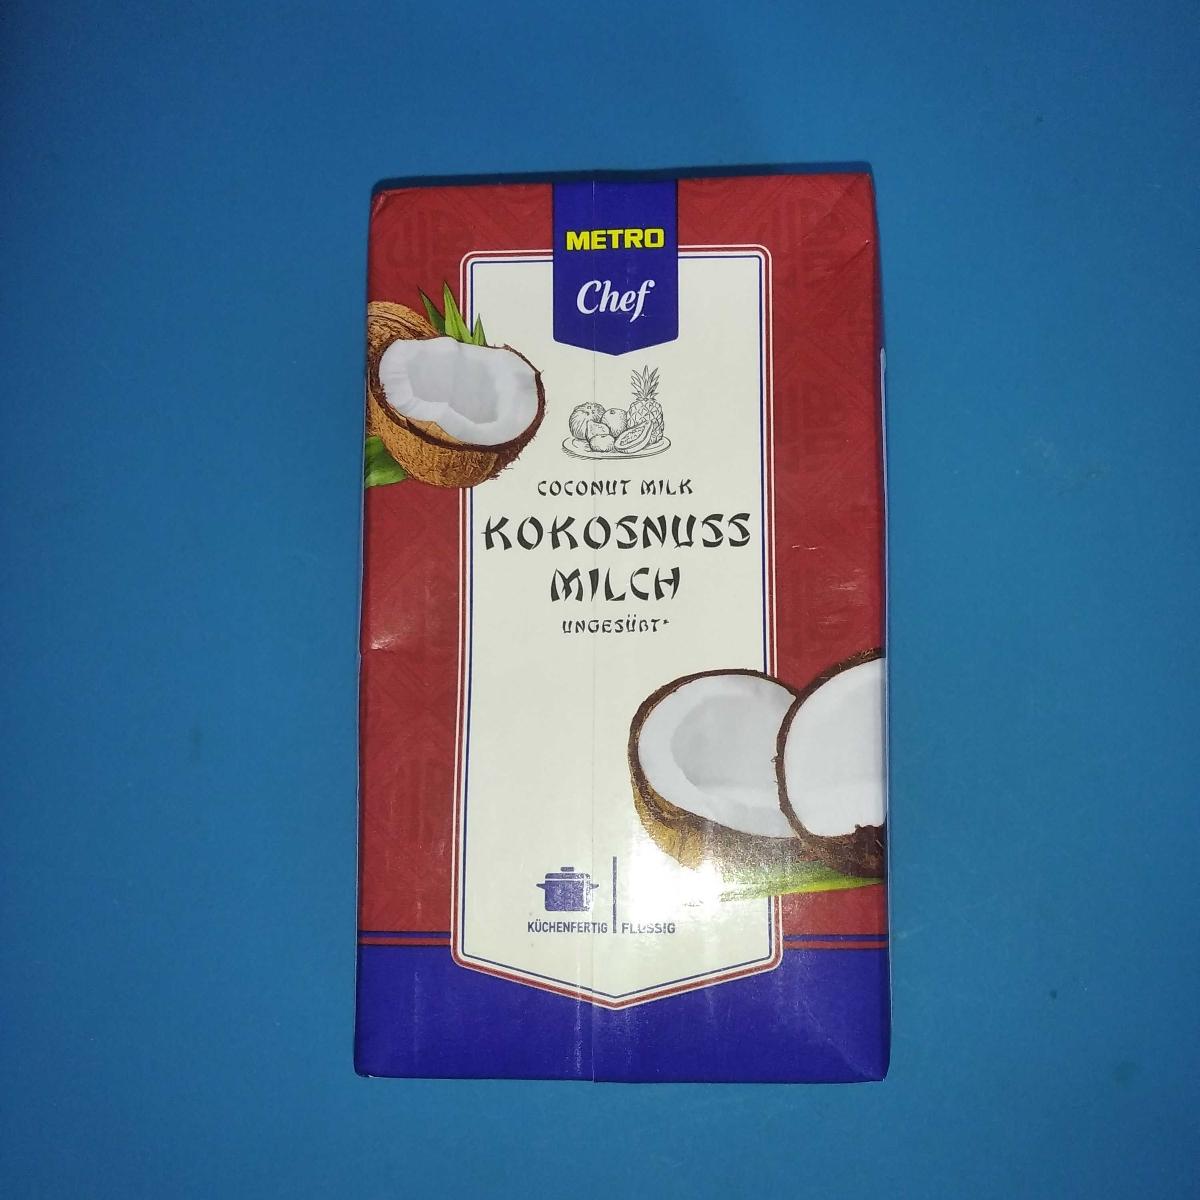 METRO
Chef
COCONUT MILK
KOKOSNUSS
MILCH
UNGESÜßT*
KÜCHENFERTIG | FLÜSSIG